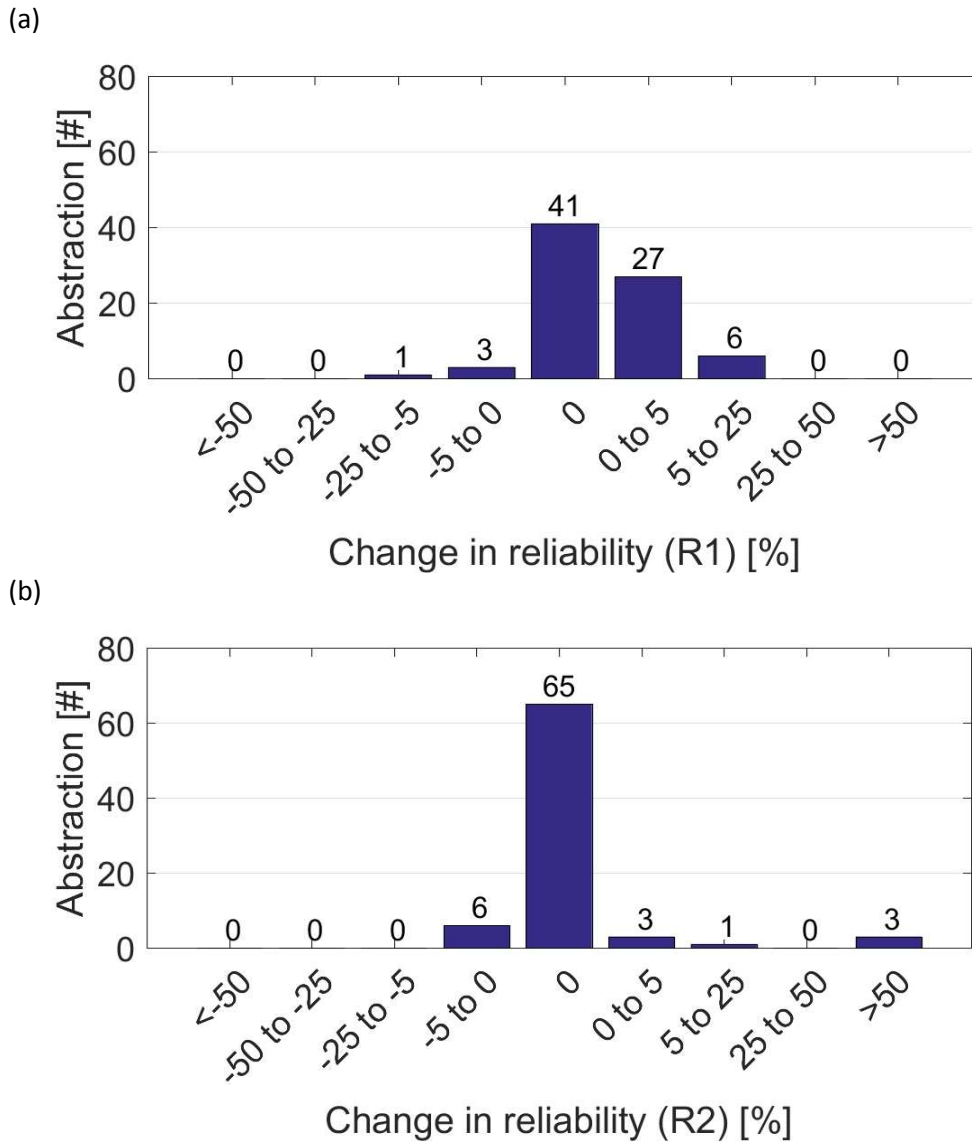 (a)
80
60
40
20
0
Abstraction [#]
0 0 1 3 41 27 6 0 0
<-50 -50 to -25 -25 to -5 -5 to 0 0 0 to 5 5 to 25 25 to 50 >50
Change in reliability (R1) [%]
(b)
80
60
40
20
0
Abstraction [#]
0 0 0 6 65 3 1 0 3
<-50 -50 to -25 -25 to -5 -5 to 0 0 0 to 5 5 to 25 25 to 50 >50
Change in reliability (R2) [%]